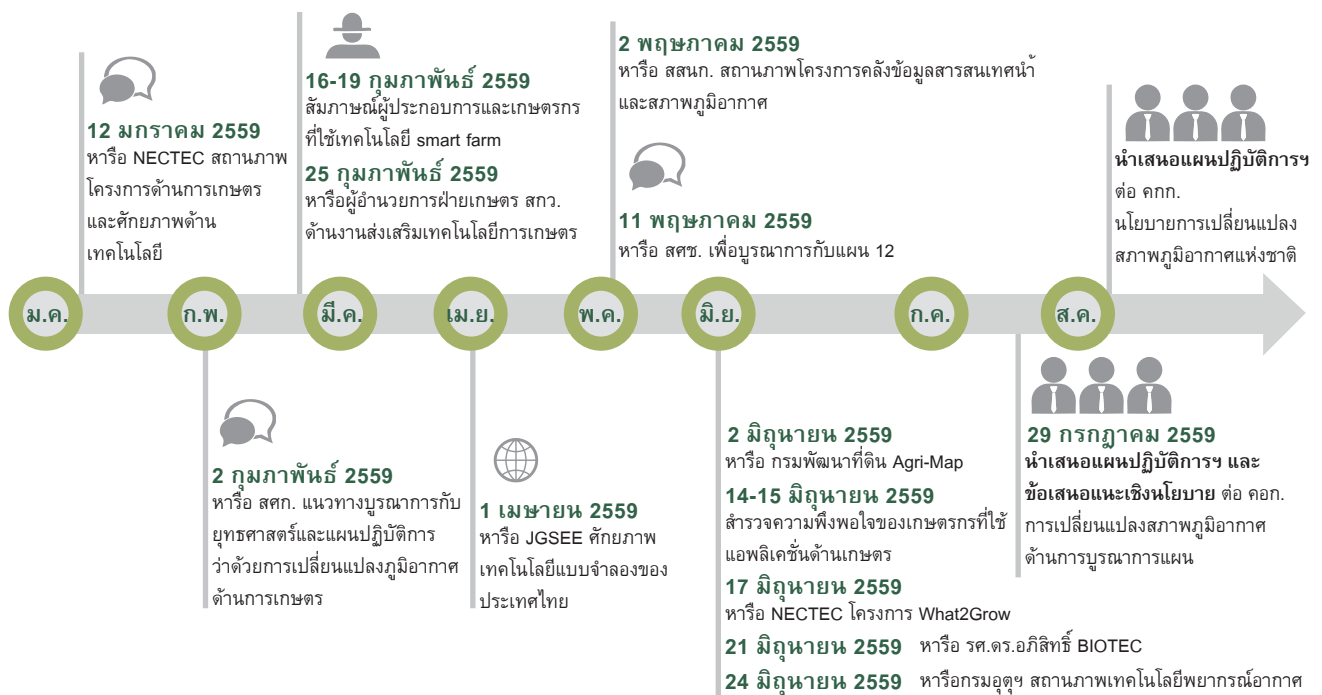 12 มกราคม 2559
หารือ NECTEC สถานภาพ
โครงการด้านการเกษตร
และศักยภาพด้าน
เทคโนโลยี
16-19 กุมภาพันธ์ 2559
สัมภาษณ์ผู้ประกอบการและเกษตรกร
ที่ใช้เทคโนโลยี smart farm
25 กุมภาพันธ์ 2559
หารือผู้อำนวยการฝ่ายเกษตร สกว.
ด้านงานส่งเสริมเทคโนโลยีการเกษตร
2 พฤษภาคม 2559
หารือ สสนก. สถานภาพโครงการคลังข้อมูลสารสนเทศน้ำ
และสภาพภูมิอากาศ
11 พฤษภาคม 2559
หารือ สศช. เพื่อบูรณาการกับแผน 12
นำเสนอแผนปฏิบัติการฯ
ต่อ คกก.
นโยบายการเปลี่ยนแปลง
สภาพภูมิอากาศแห่งชาติ
ม.ค. ก.พ. มี.ค. เม.ย. พ.ค. มิ.ย. ก.ค. ส.ค.
2 กุมภาพันธ์ 2559
หารือ สศก. แนวทางบูรณาการกับ
ยุทธศาสตร์และแผนปฏิบัติการ
ว่าด้วยการเปลี่ยนแปลงภูมิอากาศ
ด้านการเกษตร
1 เมษายน 2559
หารือ JGSEE ศักยภาพ
เทคโนโลยีแบบจำลองของ
ประเทศไทย
2 มิถุนายน 2559
หารือ กรมพัฒนาที่ดิน Agri-Map
14-15 มิถุนายน 2559
สำรวจความพึงพอใจของเกษตรกรที่ใช้
แอพลิเคชั่นด้านเกษตร
17 มิถุนายน 2559
หารือ NECTEC โครงการ What2Grow
21 มิถุนายน 2559 หารือ รศ.ดร.อภิสิทธิ์ BIOTEC
24 มิถุนายน 2559 หารือกรมอุตุฯ สถานภาพเทคโนโลยีพยากรณ์อากาศ
29 กรกฎาคม 2559
นำเสนอแผนปฏิบัติการฯ และ
ข้อเสนอแนะเชิงนโยบาย ต่อ คอก.
การเปลี่ยนแปลงสภาพภูมิอากาศ
ด้านการบูรณาการแผน